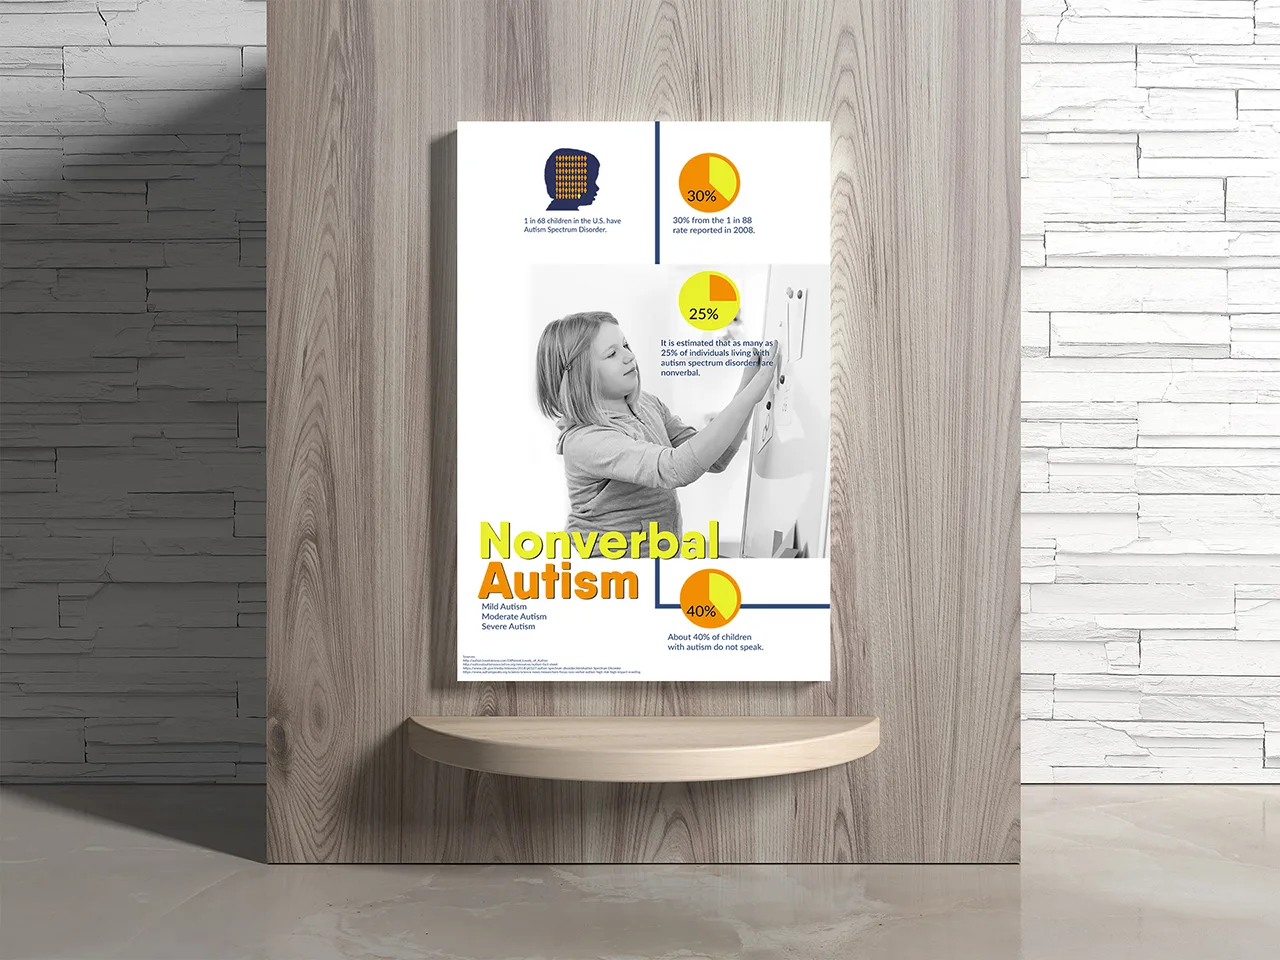 1 in 68 children in the U.S. have
Autism Spectrum Disorder.
30%
30% from the 1 in 88
rate reported in 2008.
25%
It is estimated that as many as
25% of individuals living with
autism spectrum disorders are
nonverbal.
Nonverbal
Autism
Mild Autism
Moderate Autism
Severe Autism
40%
About 40% of children
with autism do not speak.
Sources: